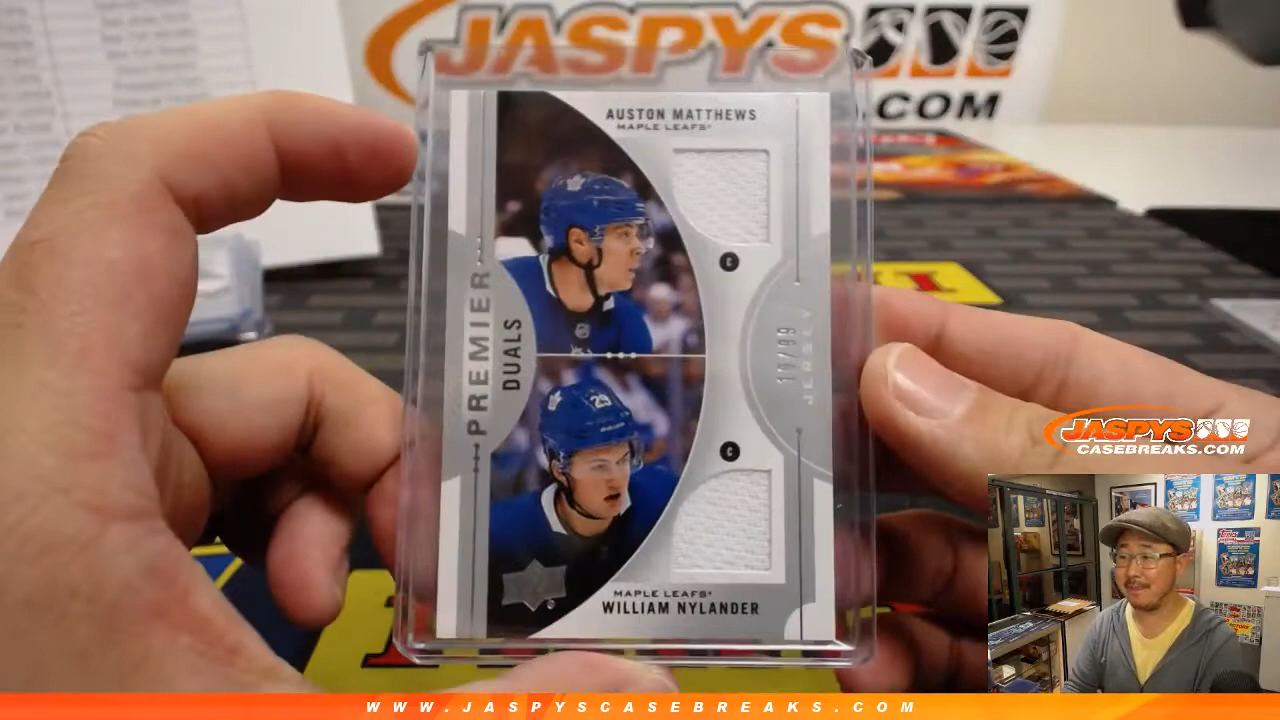 JASPYS
.COM
AUSTON MATTHEWS
MAPLE LEAFS
PREMIER
DUALS
C
JERSEY
29
C
MAPLE LEAFS
WILLIAM NYLANDER
JASPYS
CASEBREAKS.COM
WWW.JASPYSCASEBREAKS.COM